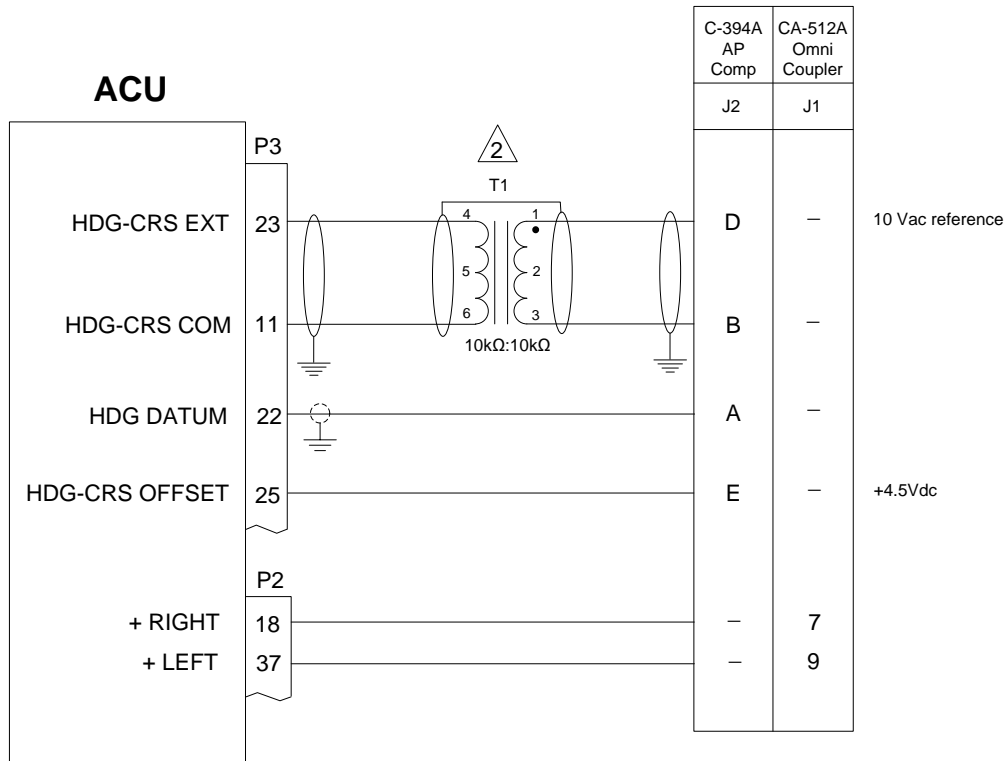 C-394A AP Comp
CA-512A Omni Coupler
J2
J1
ACU
P3
2
T1
HDG-CRS EXT 23 4 1 D – 10 Vac reference
5 2
HDG-CRS COM 11 6 3 B –
10kΩ:10kΩ
HDG DATUM 22 A –
HDG-CRS OFFSET 25 E – +4.5Vdc
P2
+ RIGHT 18 – 7
+ LEFT 37 – 9